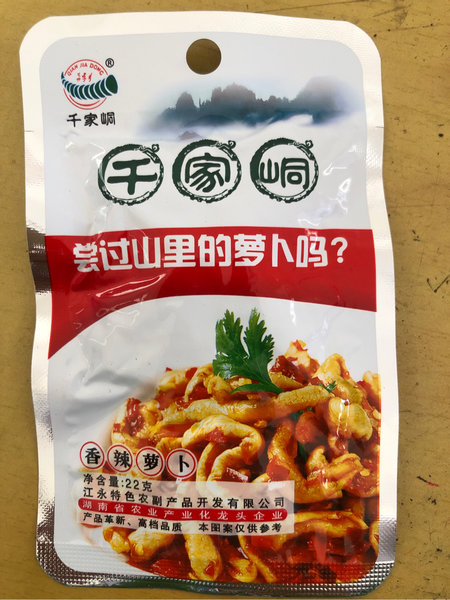 QIAN JIA DONG
®
千家峒
千家峒
尝过山里的萝卜吗?
香辣萝卜
净含量:22克
江永特色农副产品开发有限公司
湖南省农业产业化龙头企业
产品革新、高档品质 本图案仅供参考